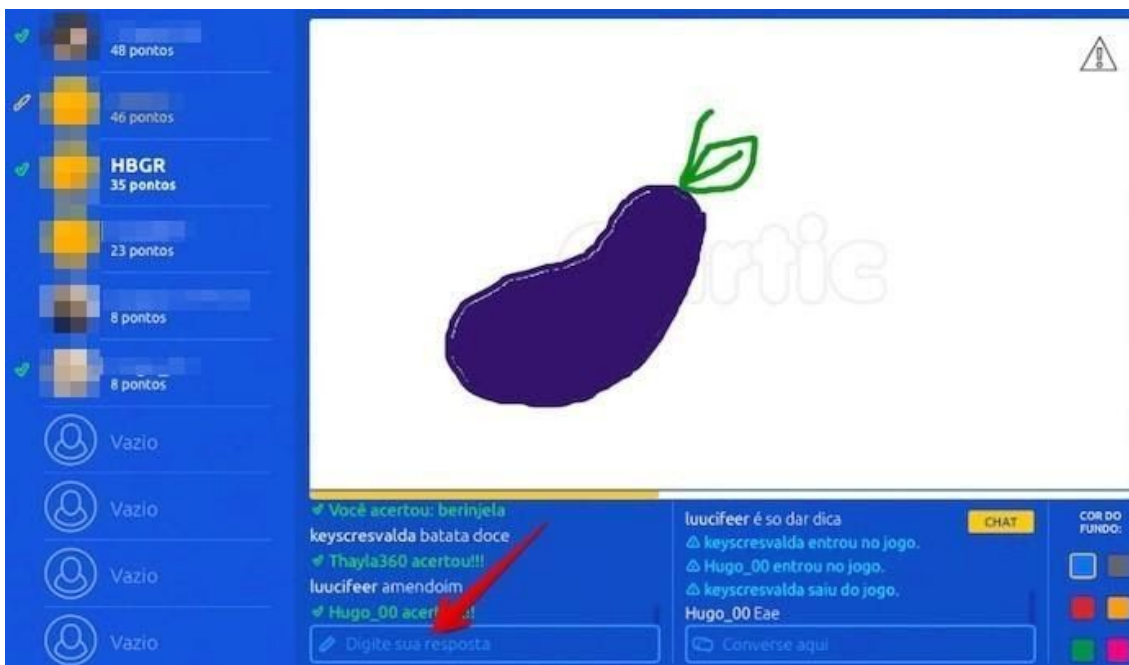 48 pontos
46 pontos
HBGR
35 pontos
23 pontos
8 pontos
8 pontos
Vazio
Vazio
Vazio
Vazio
rtic
✔ Você acertou: berinjela
keyscresvalda batata doce
✔ Thayla360 acertou!!!
luucifeer amendoim
✔ Hugo_00
Digite sua resposta
luucifeer é so dar dica
keyscresvalda entrou no jogo.
Hugo_00 entrou no jogo.
keyscresvalda saiu do jogo.
Hugo_00 Eae
Converse aqui
CHAT
COR DO
FUNDO: